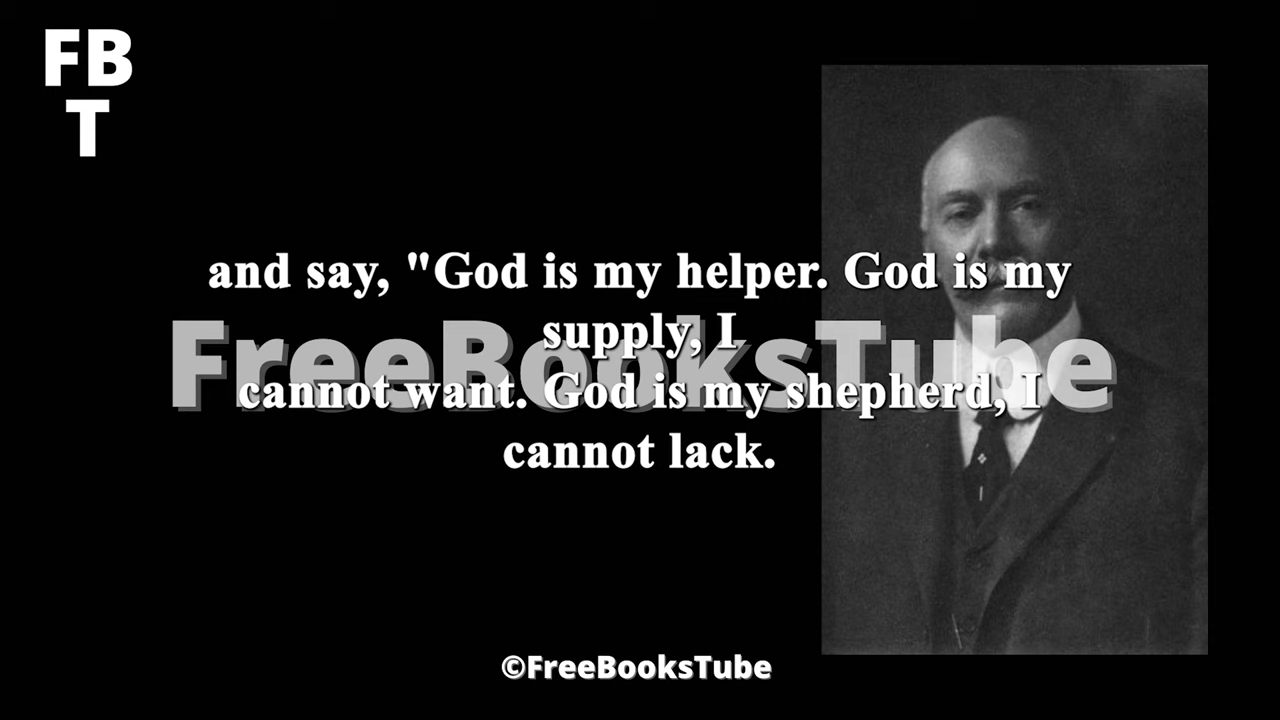 FB
T
and say, "God is my helper. God is my
supply, I
FreeBooksTube
cannot want. God is my shepherd, I
cannot lack.
©FreeBooksTube